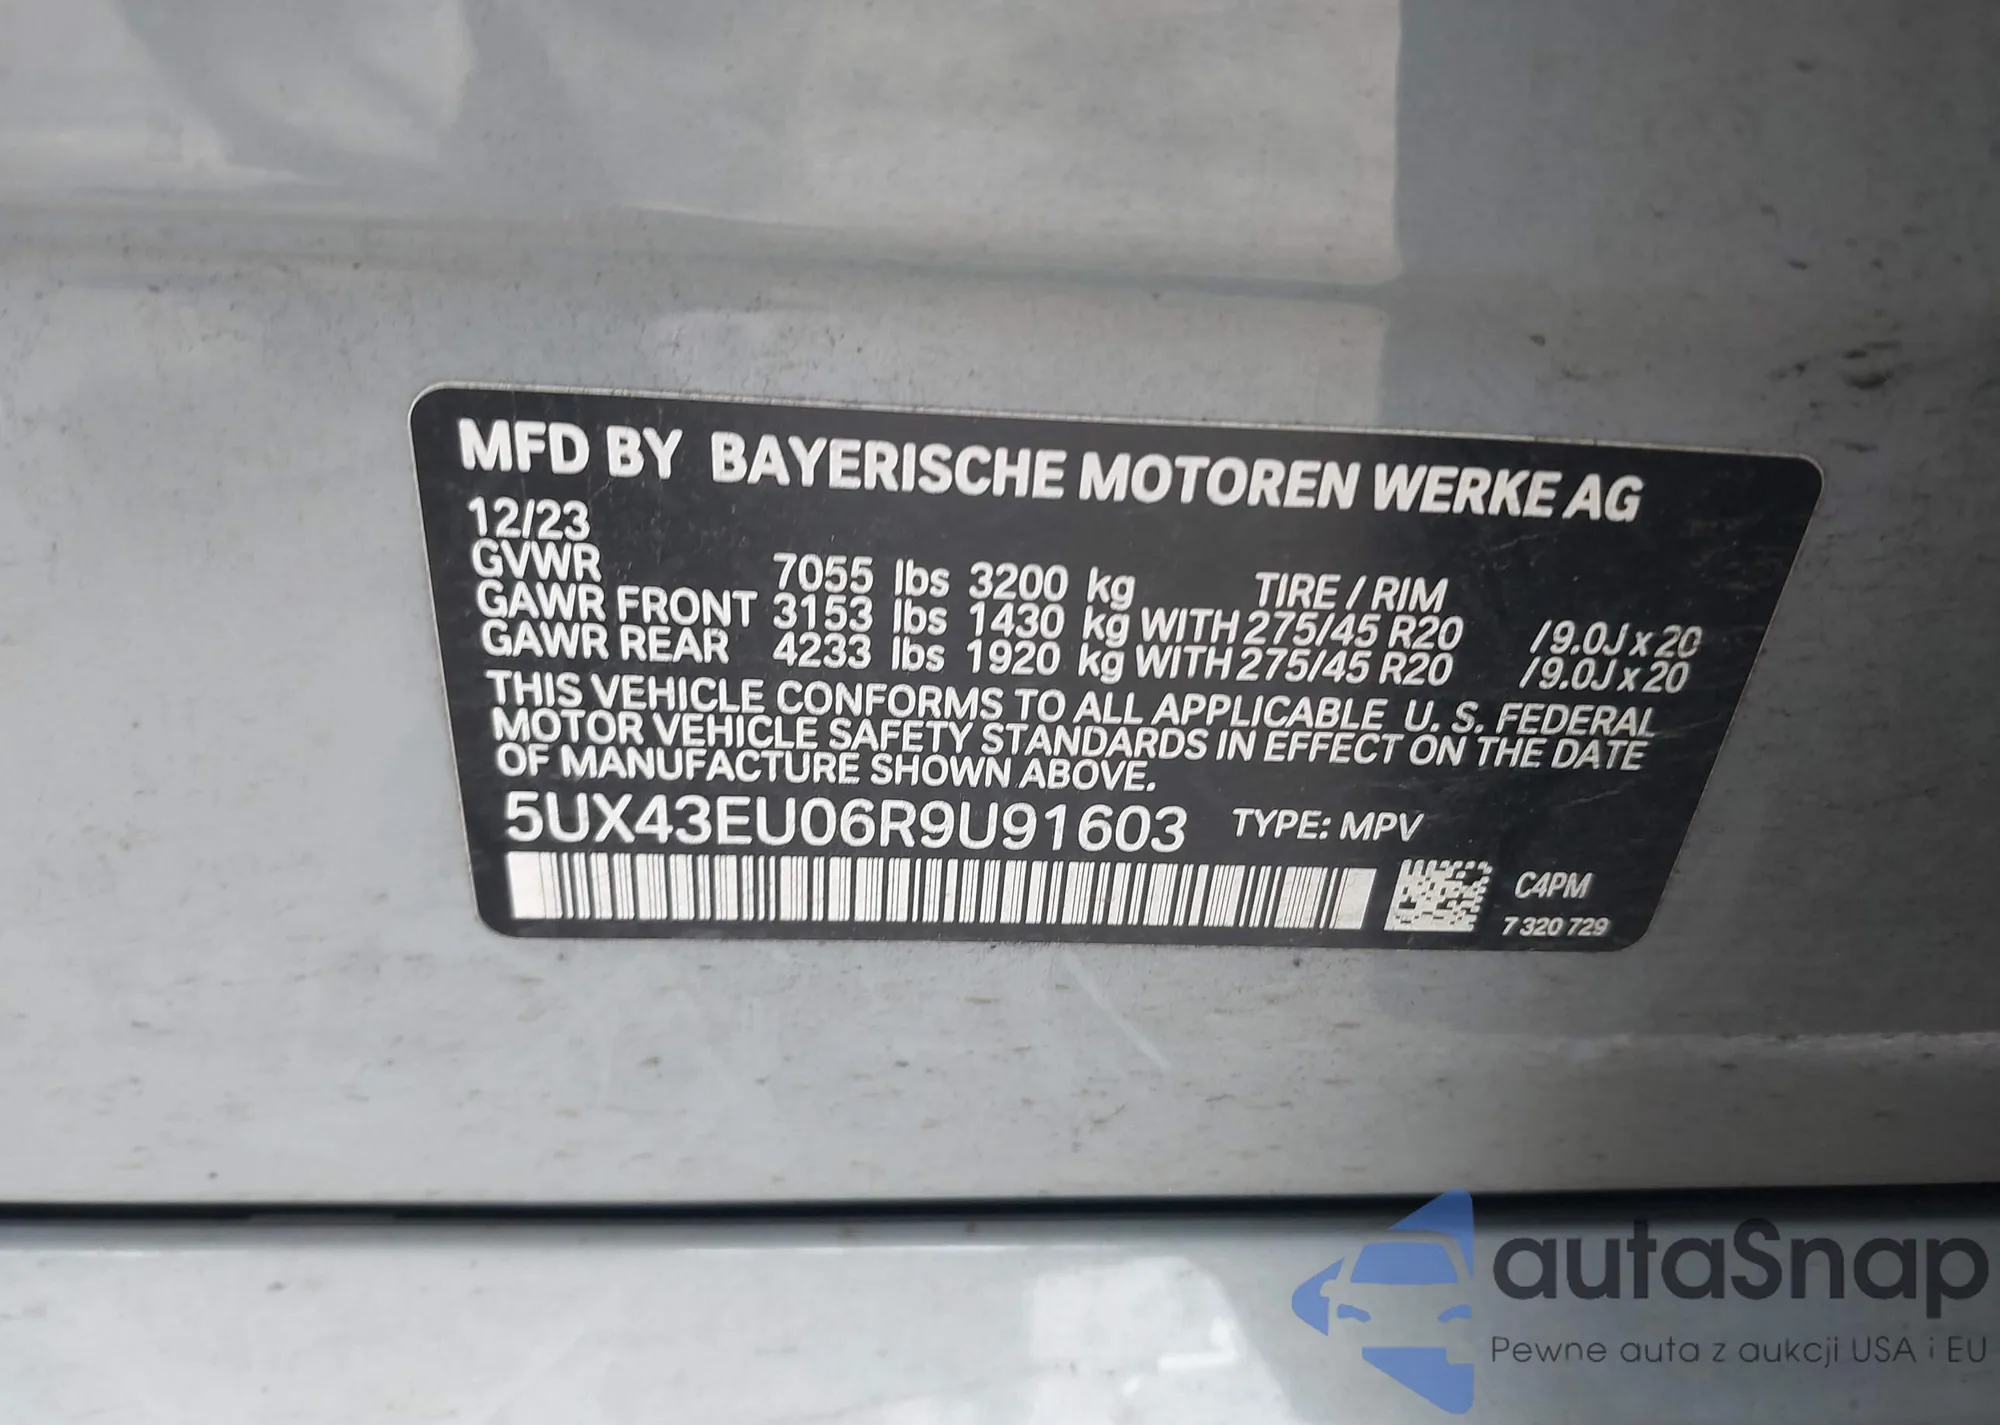 MFD BY BAYERISCHE MOTOREN WERKE AG
12/23
GVWR 7055 lbs 3200 kg TIRE / RIM
GAWR FRONT 3153 lbs 1430 kg WITH 275/45 R20 /9.0J x 20
GAWR REAR 4233 lbs 1920 kg WITH 275/45 R20 /9.0J x 20
THIS VEHICLE CONFORMS TO ALL APPLICABLE U. S. FEDERAL
MOTOR VEHICLE SAFETY STANDARDS IN EFFECT ON THE DATE
OF MANUFACTURE SHOWN ABOVE.
5UX43EU06R9U91603 TYPE: MPV
C4PM
7 320 729
autaSnap
Pewne auta z aukcji USA i EU